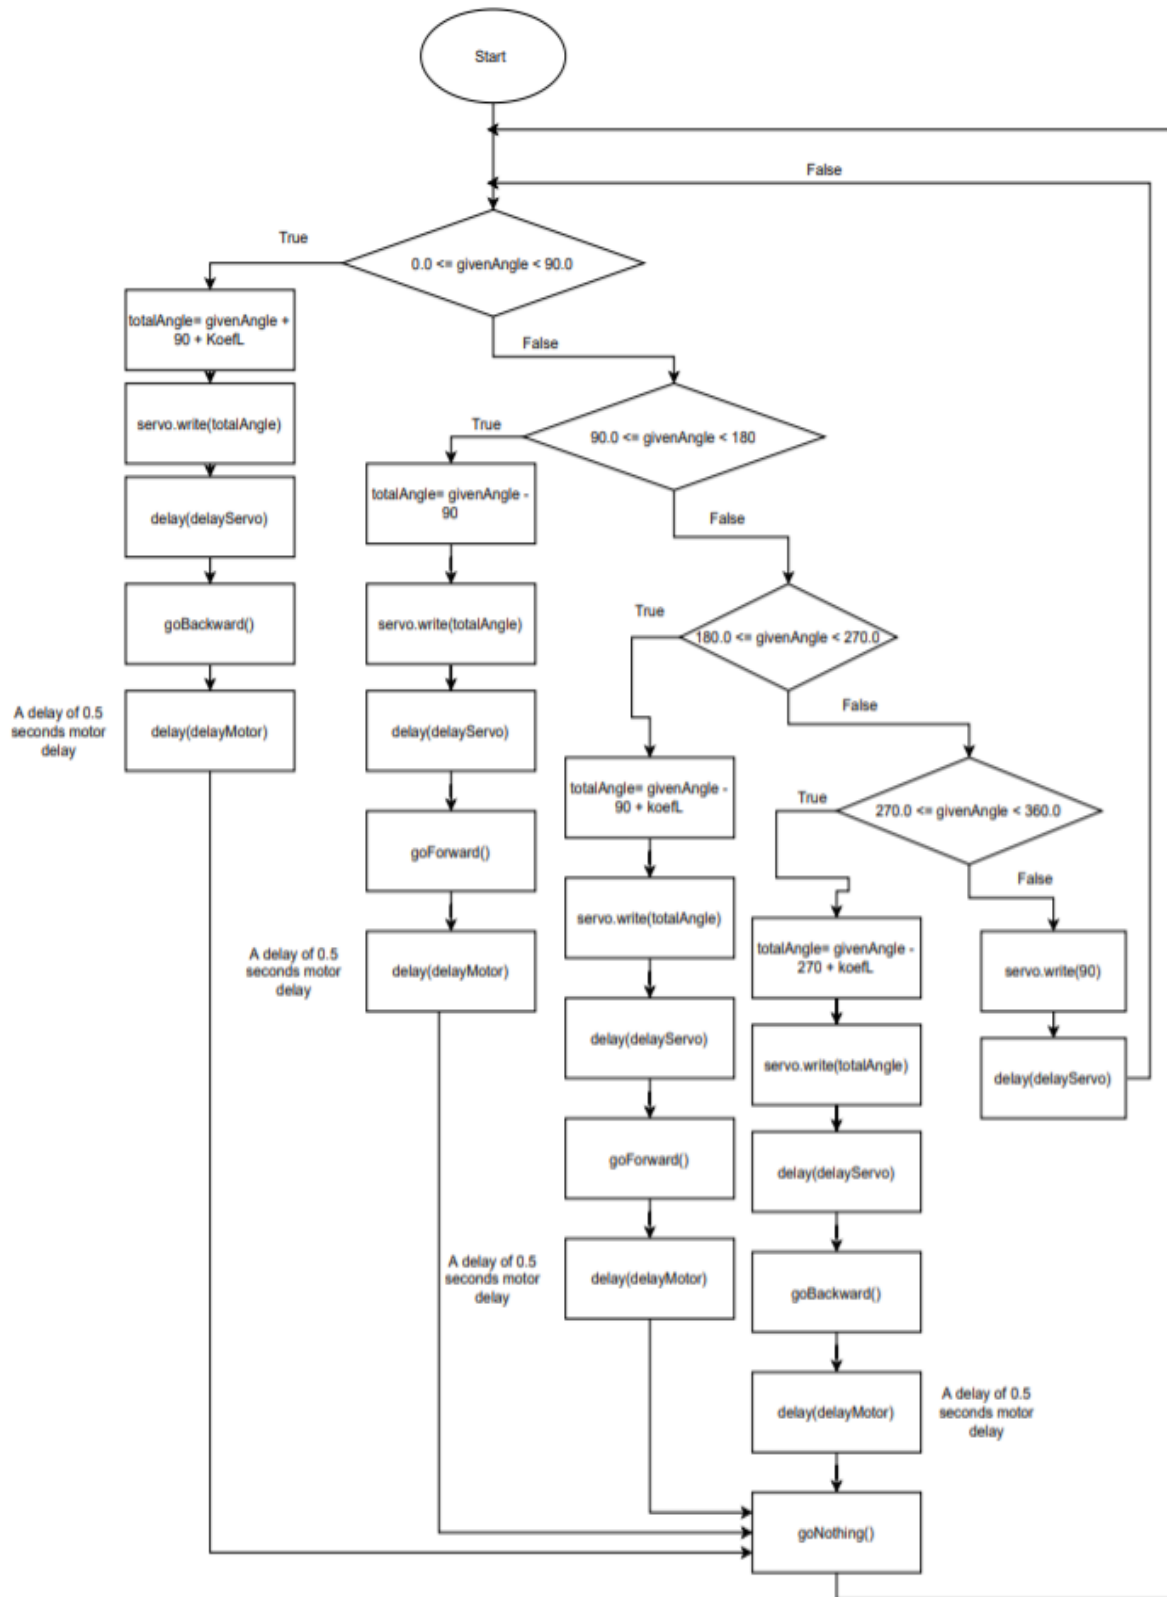 Start
False
True
0.0 <= givenAngle < 90.0
totalAngle= givenAngle +
90 + KoefL
False
servo.write(totalAngle)
True
90.0 <= givenAngle < 180
totalAngle= givenAngle -
90
delay(delayServo)
False
True
goBackward()
servo.write(totalAngle)
180.0 <= givenAngle < 270.0
A delay of 0.5
seconds motor
delay
delay(delayMotor)
delay(delayServo)
False
totalAngle= givenAngle -
90 + koefL
True
270.0 <= givenAngle < 360.0
goForward()
False
servo.write(totalAngle)
A delay of 0.5
seconds motor
delay
delay(delayMotor)
totalAngle= givenAngle -
270 + koefL
servo.write(90)
delay(delayServo)
servo.write(totalAngle)
delay(delayServo)
goForward()
delay(delayServo)
A delay of 0.5
seconds motor
delay
delay(delayMotor)
goBackward()
delay(delayMotor)
A delay of 0.5
seconds motor
delay
goNothing()